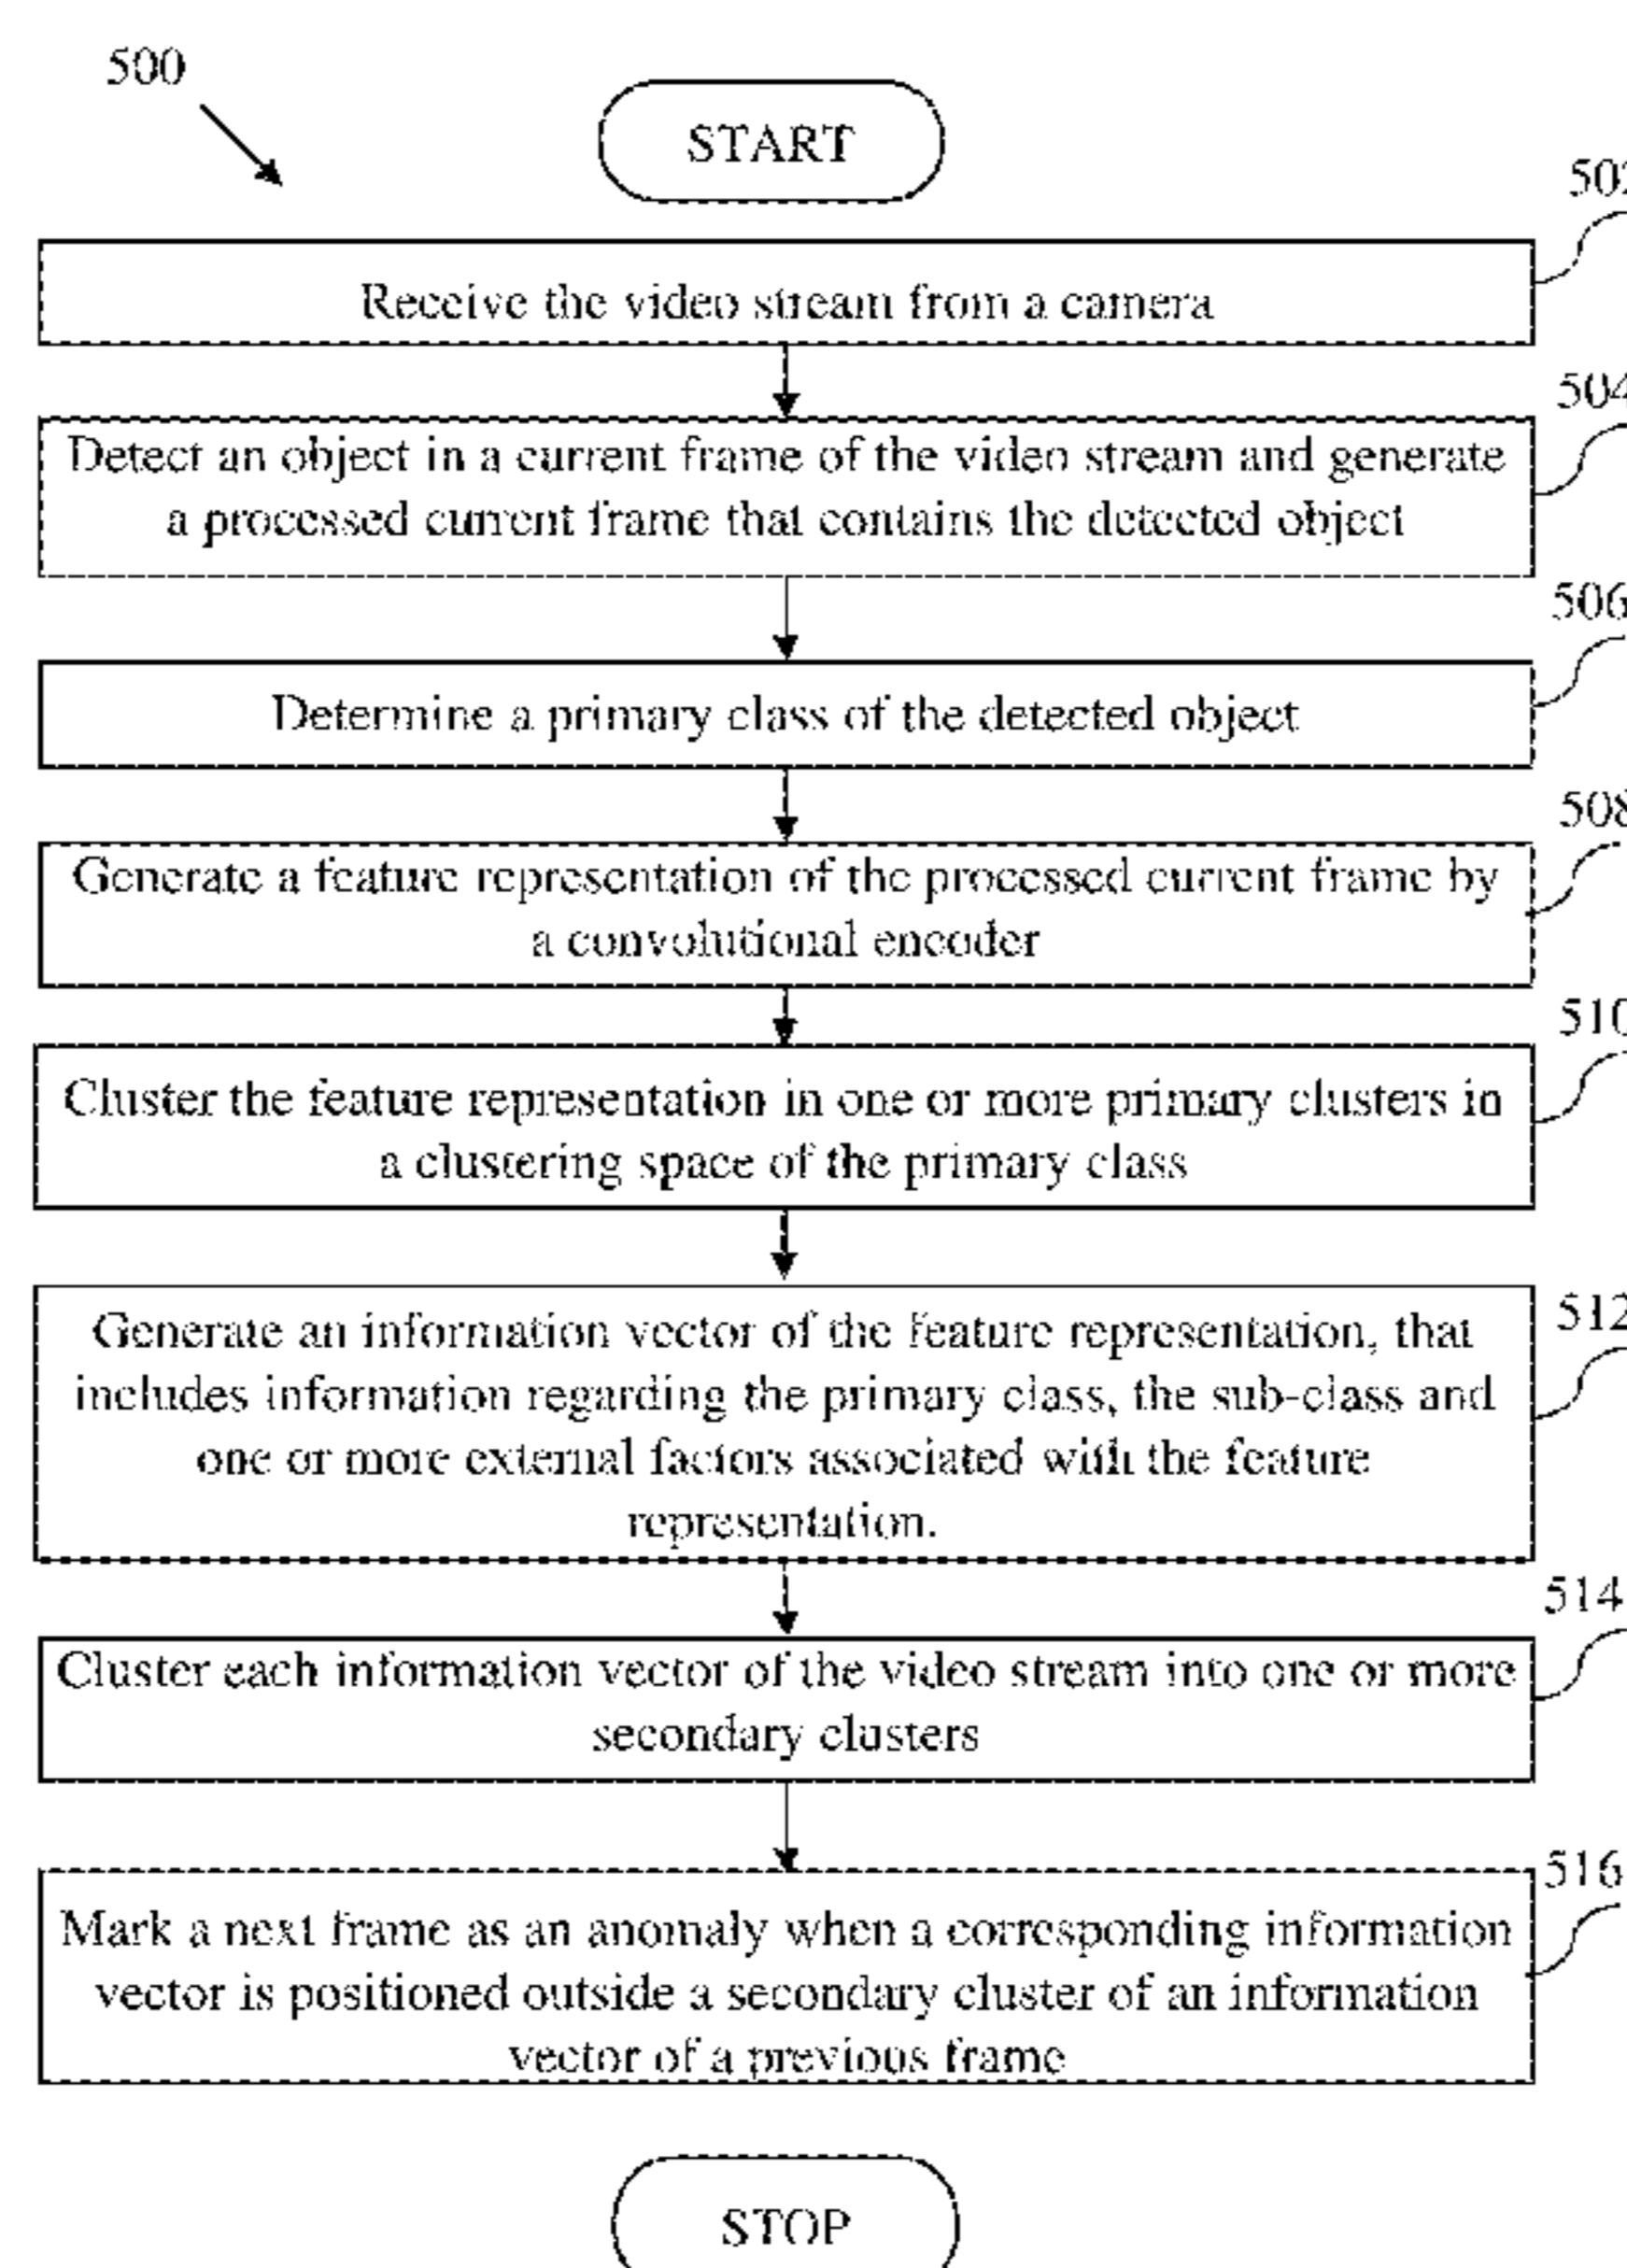 500
START
502
Receive the video stream from a camera
504
Detect an object in a current frame of the video stream and generate
a processed current frame that contains the detected object
506
Determine a primary class of the detected object
508
Generate a feature representation of the processed current frame by
a convolutional encoder
510
Cluster the feature representation in one or more primary clusters in
a clustering space of the primary class
512
Generate an information vector of the feature representation, that
includes information regarding the primary class, the sub-class and
one or more external factors associated with the feature
representation.
514
Cluster each information vector of the video stream into one or more
secondary clusters
516
Mark a next frame as an anomaly when a corresponding information
vector is positioned outside a secondary cluster of an information
vector of a previous frame
STOP